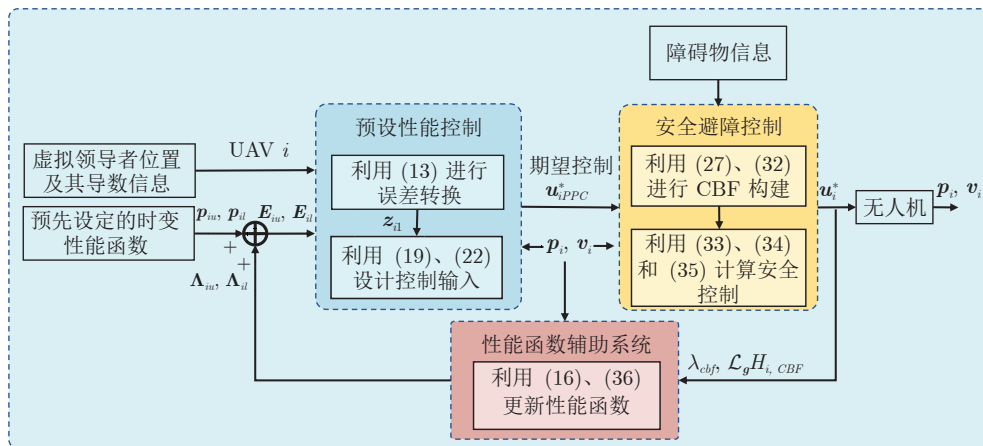 障碍物信息
预设性能控制
安全避障控制
虚拟领导者位置
及其导数信息
UAV i
利用 (13) 进行
误差转换
期望控制
u*iPPC
利用 (27)、(32)
进行 CBF 构建
u*i
无人机
pi, vi
预先设定的时变
性能函数
piu, pil
Eiu, Eil
+
+
Λiu, Λil
zi1
利用 (19)、(22)
设计控制输入
pi, vi
利用 (33)、(34)
和 (35) 计算安全
控制
性能函数辅助系统
利用 (16)、(36)
更新性能函数
λcbf, ℒgHi, CBF